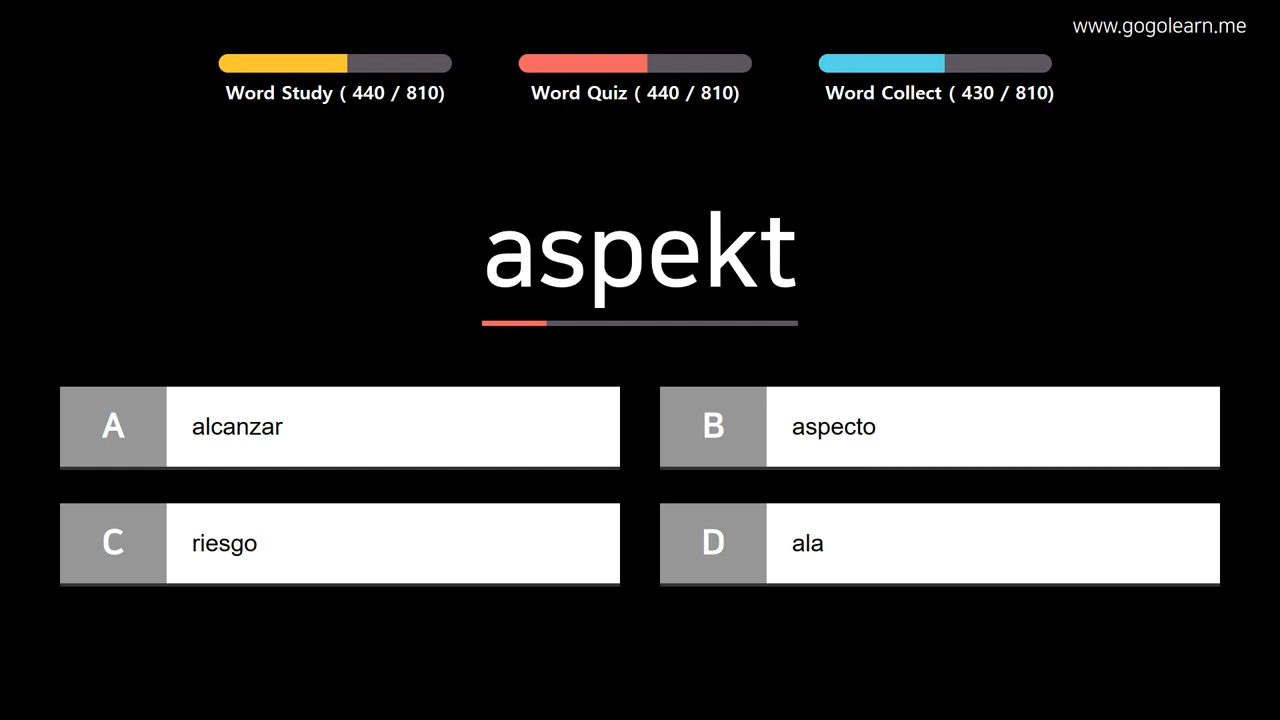 www.gogolearn.me
Word Study ( 440 / 810)
Word Quiz ( 440 / 810)
Word Collect ( 430 / 810)
aspekt
A alcanzar
B aspecto
C riesgo
D ala